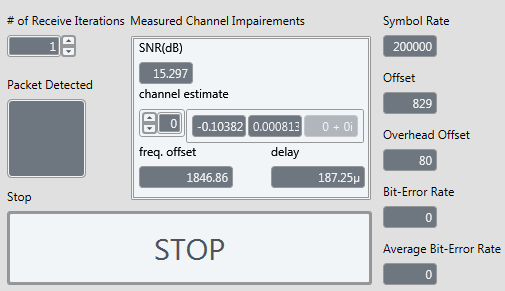 # of Receive Iterations
1
Packet Detected
Stop
STOP
Measured Channel Impairements
SNR(dB)
15.297
channel estimate
0 -0.10382 0.000813 0 + 0i
freq. offset delay
1846.86 187.25µ
Symbol Rate
200000
Offset
829
Overhead Offset
80
Bit-Error Rate
0
Average Bit-Error Rate
0